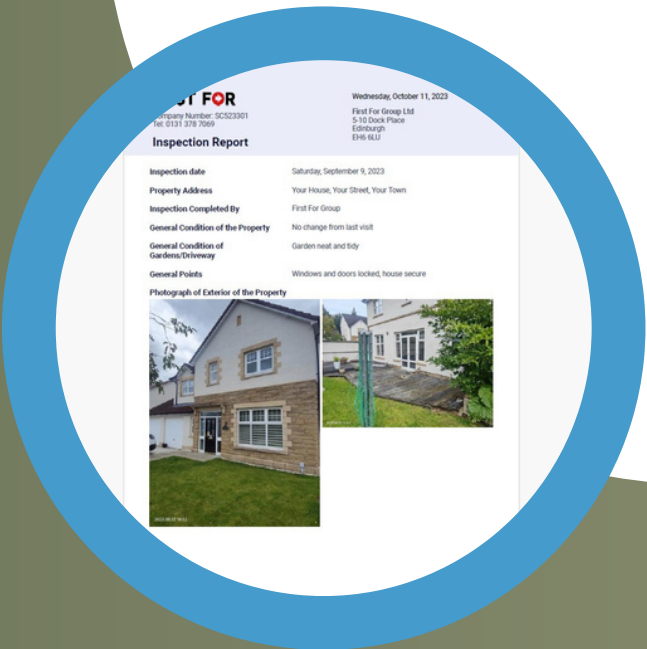 FOR
Company Number: SC523301
Tel: 0131 378 7069
Inspection Report
Wednesday, October 11, 2023
First For Group Ltd
5-10 Dock Place
Edinburgh
EH6 6LU
Inspection date Saturday, September 9, 2023
Property Address Your House, Your Street, Your Town
Inspection Completed By First For Group
General Condition of the Property No change from last visit
General Condition of Gardens/Driveway Garden neat and tidy
General Points Windows and doors locked, house secure
Photograph of Exterior of the Property